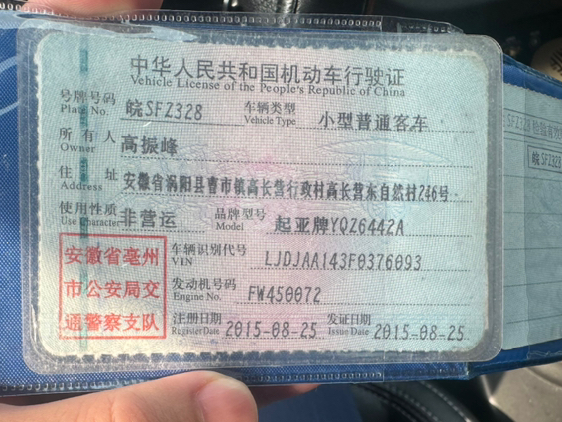 中华人民共和国机动车行驶证
Vehicle License of the People's Republic of China
号牌号码 皖SFZ328 车辆类型 小型普通客车
Plate No. Vehicle Type
所有人 高振峰
Owner
住址 安徽省涡阳县曹市镇高长营行政村高长营东自然村246号
Address
使用性质 非营运 品牌型号 起亚牌YQZ6442A
Use Character Model
安徽省亳州
市公安局交
通警察支队
车辆识别代号 LJDJAA143F0376093
VIN
发动机号码 FW450072
Engine No.
注册日期 2015-08-25 发证日期 2015-08-25
Register Date Issue Date
皖SFZ328